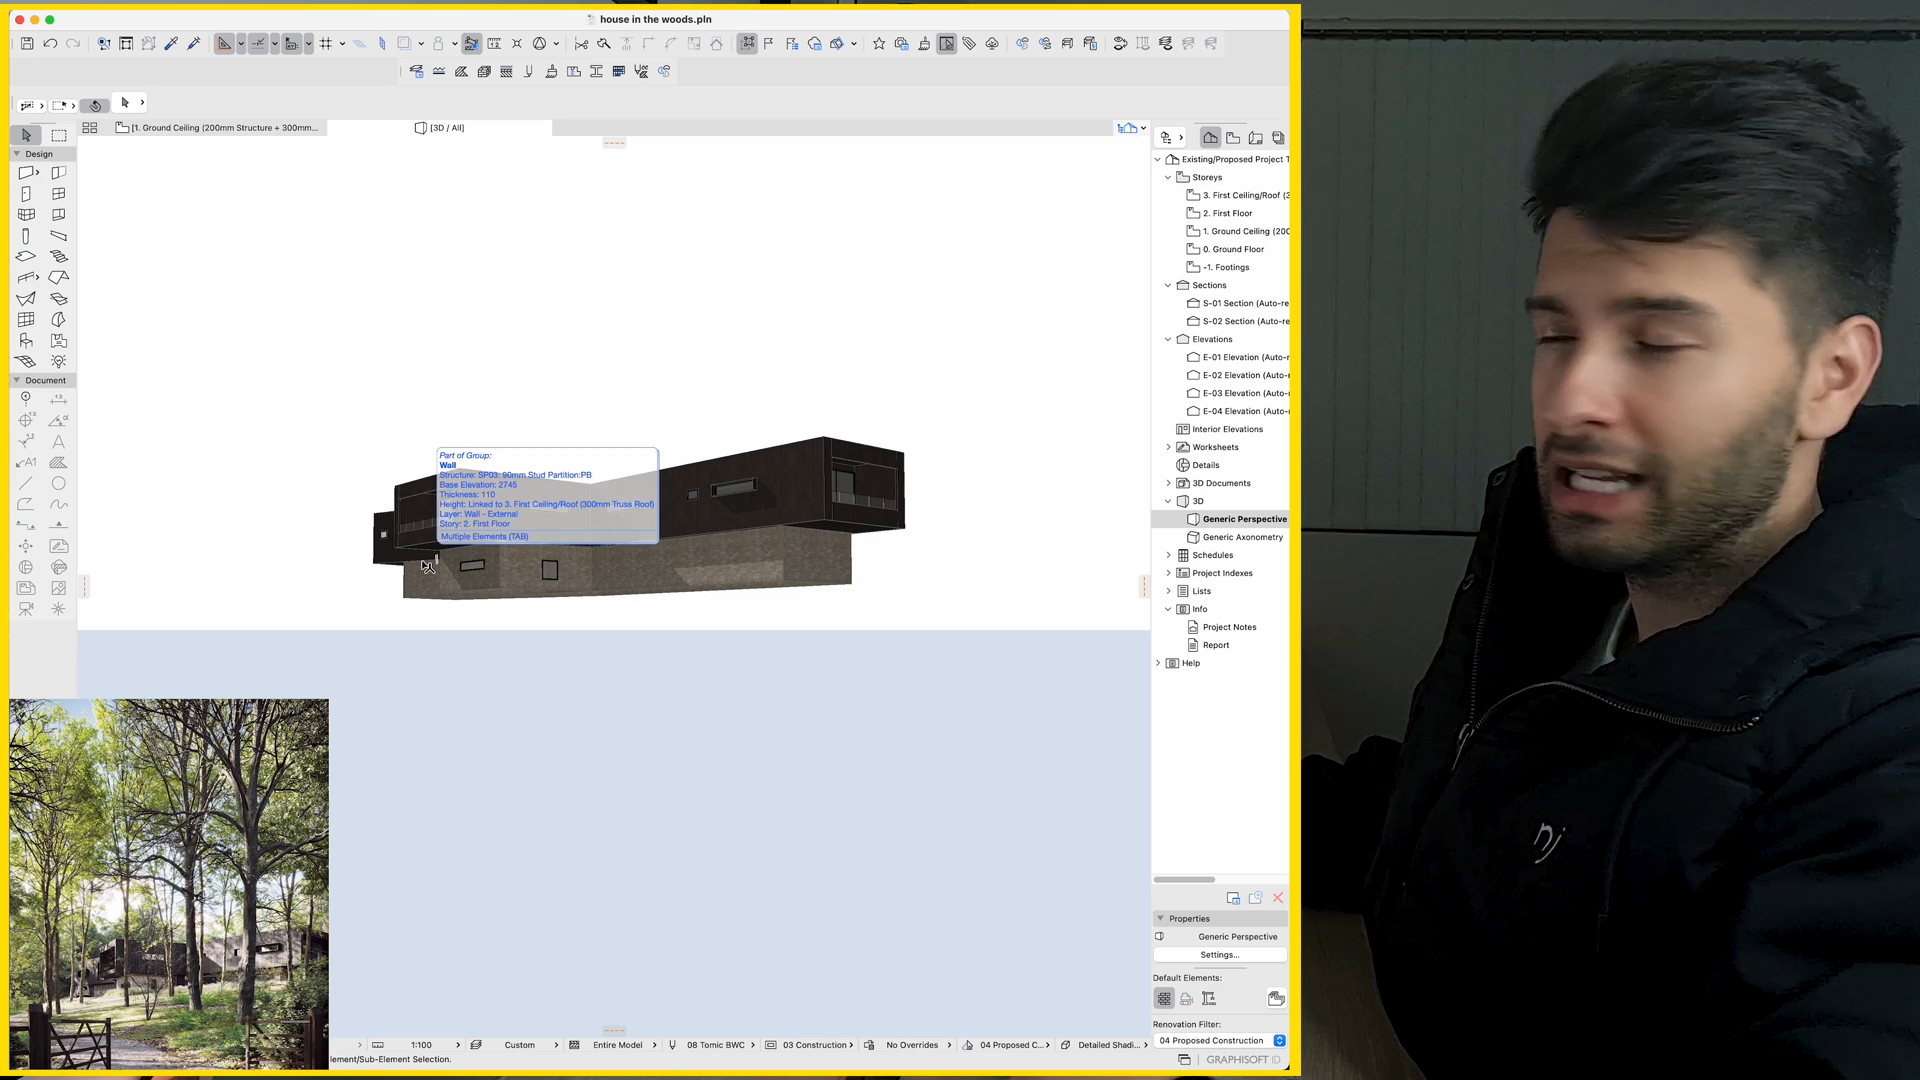 house in the woods.pln
[1. Ground Ceiling (200mm Structure + 300mm...
[3D / All]
Design
Document
Part of Group:
Wall
Structure: SP03: 90mm Stud Partition:PB
Base Elevation: 2745
Thickness: 110
Height: Linked to 3. First Ceiling/Roof (300mm Truss Roof)
Layer: Wall - External
Story: 2. First Floor
Multiple Elements (TAB)
Existing/Proposed Project T
Storeys
3. First Ceiling/Roof (3
2. First Floor
1. Ground Ceiling (200
0. Ground Floor
-1. Footings
Sections
S-01 Section (Auto-re
S-02 Section (Auto-re
Elevations
E-01 Elevation (Auto-r
E-02 Elevation (Auto-r
E-03 Elevation (Auto-r
E-04 Elevation (Auto-r
Interior Elevations
Worksheets
Details
3D Documents
3D
Generic Perspective
Generic Axonometry
Schedules
Project Indexes
Lists
Info
Project Notes
Report
Help
Properties
Generic Perspective
Settings...
Default Elements:
Renovation Filter:
04 Proposed Construction
1:100
Custom
Entire Model
08 Tomic BWC
03 Construction
No Overrides
04 Proposed C...
Detailed Shadi...
lement/Sub-Element Selection.
GRAPHISOFT ID
nj